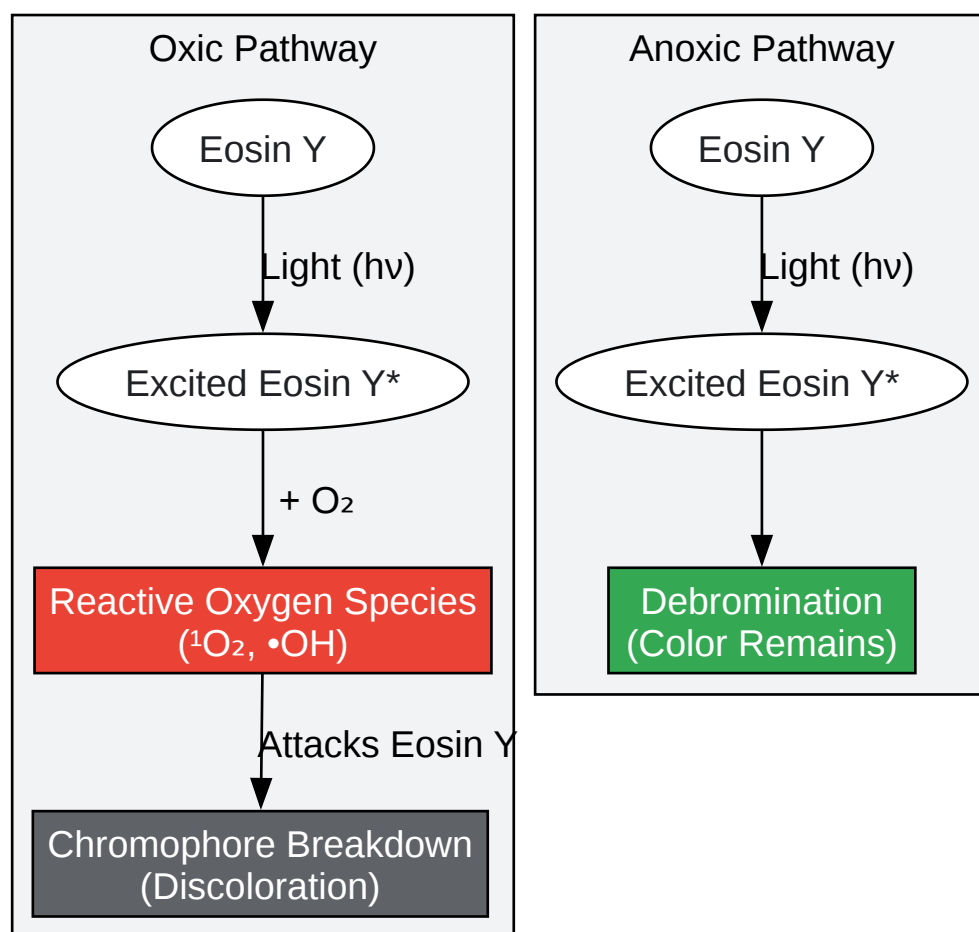 Oxic Pathway
Eosin Y
Light (hν)
Excited Eosin Y*
+ O₂
Reactive Oxygen Species
(¹O₂, •OH)
Attacks Eosin Y
Chromophore Breakdown
(Discoloration)
Anoxic Pathway
Eosin Y
Light (hν)
Excited Eosin Y*
Debromination
(Color Remains)